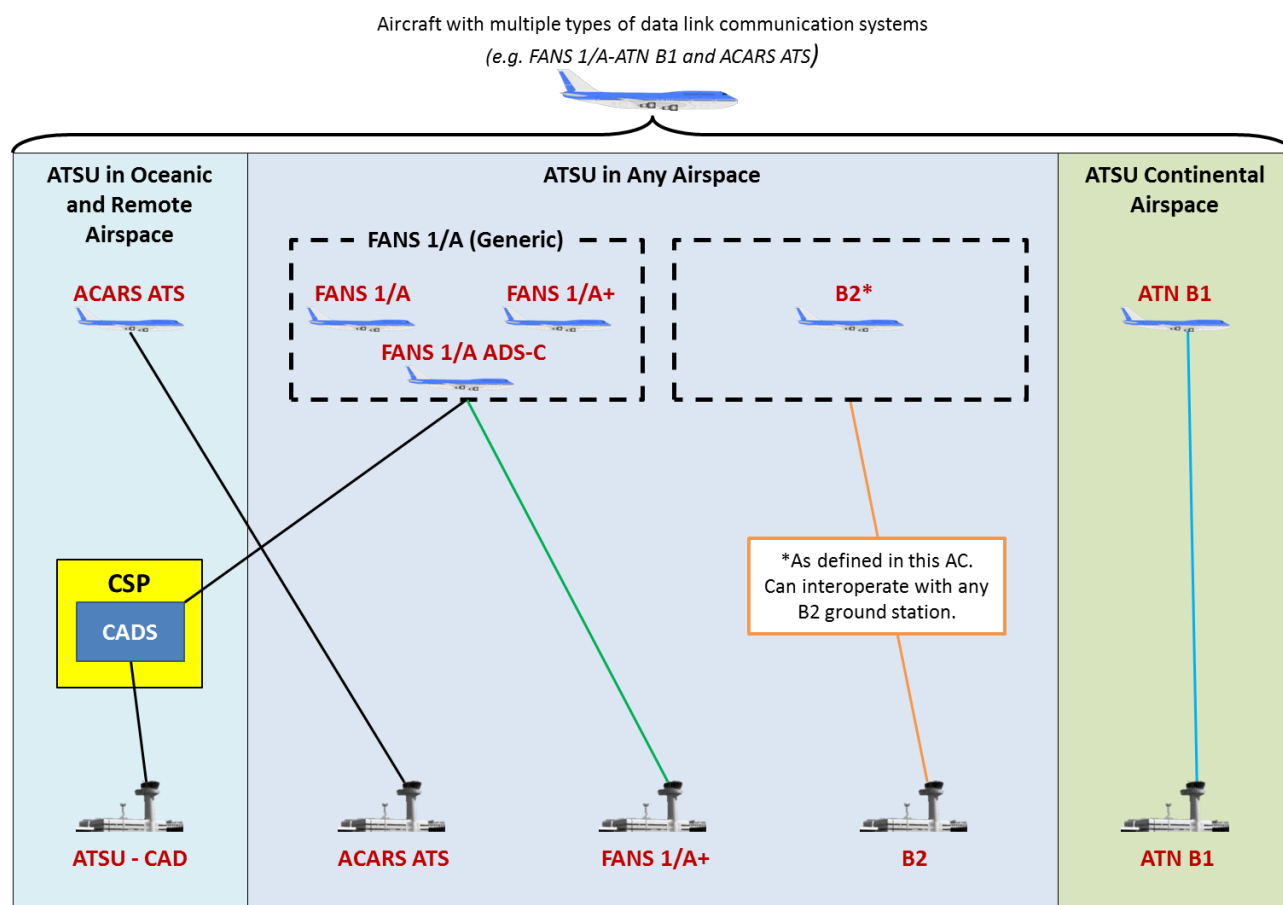 Aircraft with multiple types of data link communication systems
(e.g. FANS 1/A-ATN B1 and ACARS ATS)
ATSU in Oceanic
and Remote
Airspace
ATSU in Any Airspace
ATSU Continental
Airspace
FANS 1/A (Generic)
ACARS ATS
FANS 1/A
FANS 1/A+
B2*
ATN B1
FANS 1/A ADS-C
CSP
CADS
*As defined in this AC.
Can interoperate with any
B2 ground station.
ATSU - CAD
ACARS ATS
FANS 1/A+
B2
ATN B1